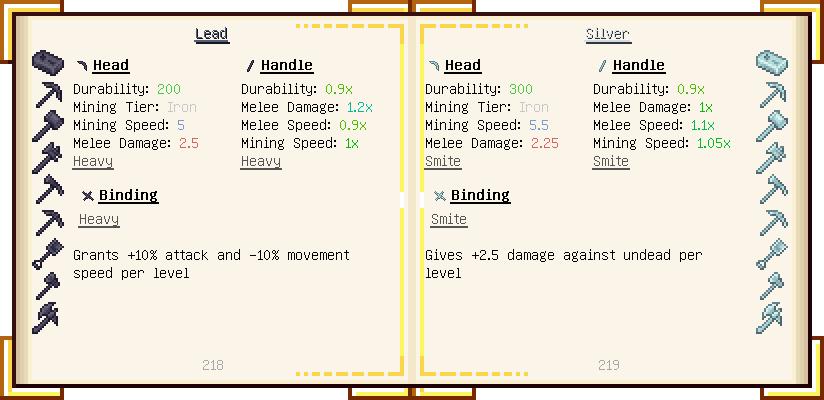 Lead
Head
Durability: 200
Mining Tier: Iron
Mining Speed: 5
Melee Damage: 2.5
Heavy
Handle
Durability: 0.9x
Melee Damage: 1.2x
Melee Speed: 0.9x
Mining Speed: 1x
Heavy
Binding
Heavy
Grants +10% attack and -10% movement
speed per level
218
Silver
Head
Durability: 300
Mining Tier: Iron
Mining Speed: 5.5
Melee Damage: 2.25
Smite
Handle
Durability: 0.9x
Melee Damage: 1x
Melee Speed: 1.1x
Mining Speed: 1.05x
Smite
Binding
Smite
Gives +2.5 damage against undead per
level
219